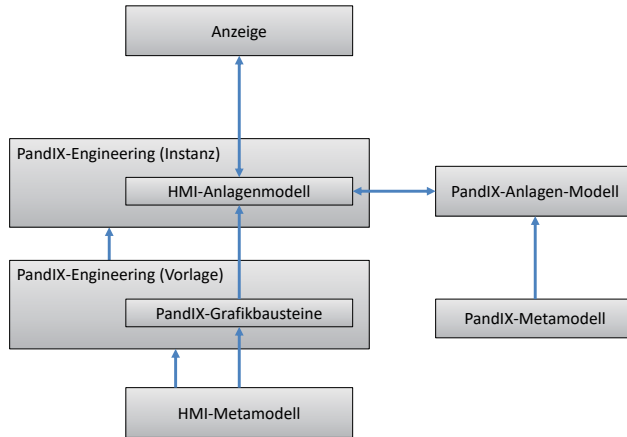 Anzeige
PandIX-Engineering (Instanz)
HMI-Anlagenmodell
PandIX-Anlagen-Modell
PandIX-Engineering (Vorlage)
PandIX-Grafikbausteine
PandIX-Metamodell
HMI-Metamodell